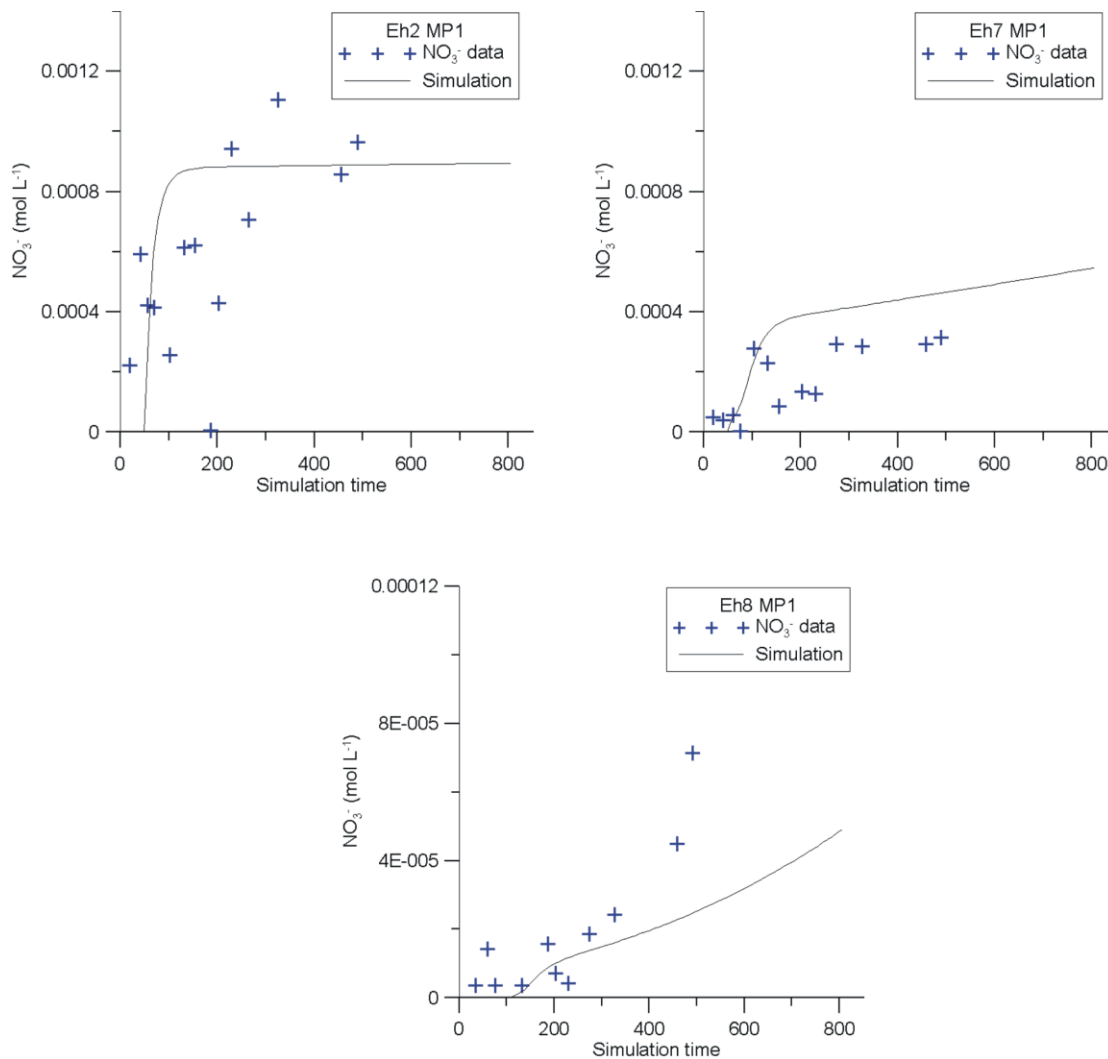 Eh2 MP1
+ + + NO₃⁻ data
Simulation
0.0012
0.0008
0.0004
0
NO₃⁻ (mol L⁻¹)
0 200 400 600 800
Simulation time
Eh7 MP1
+ + + NO₃⁻ data
Simulation
0.0012
0.0008
0.0004
0
NO₃⁻ (mol L⁻¹)
0 200 400 600 800
Simulation time
Eh8 MP1
+ + + NO₃⁻ data
Simulation
0.00012
8E-005
4E-005
0
NO₃⁻ (mol L⁻¹)
0 200 400 600 800
Simulation time